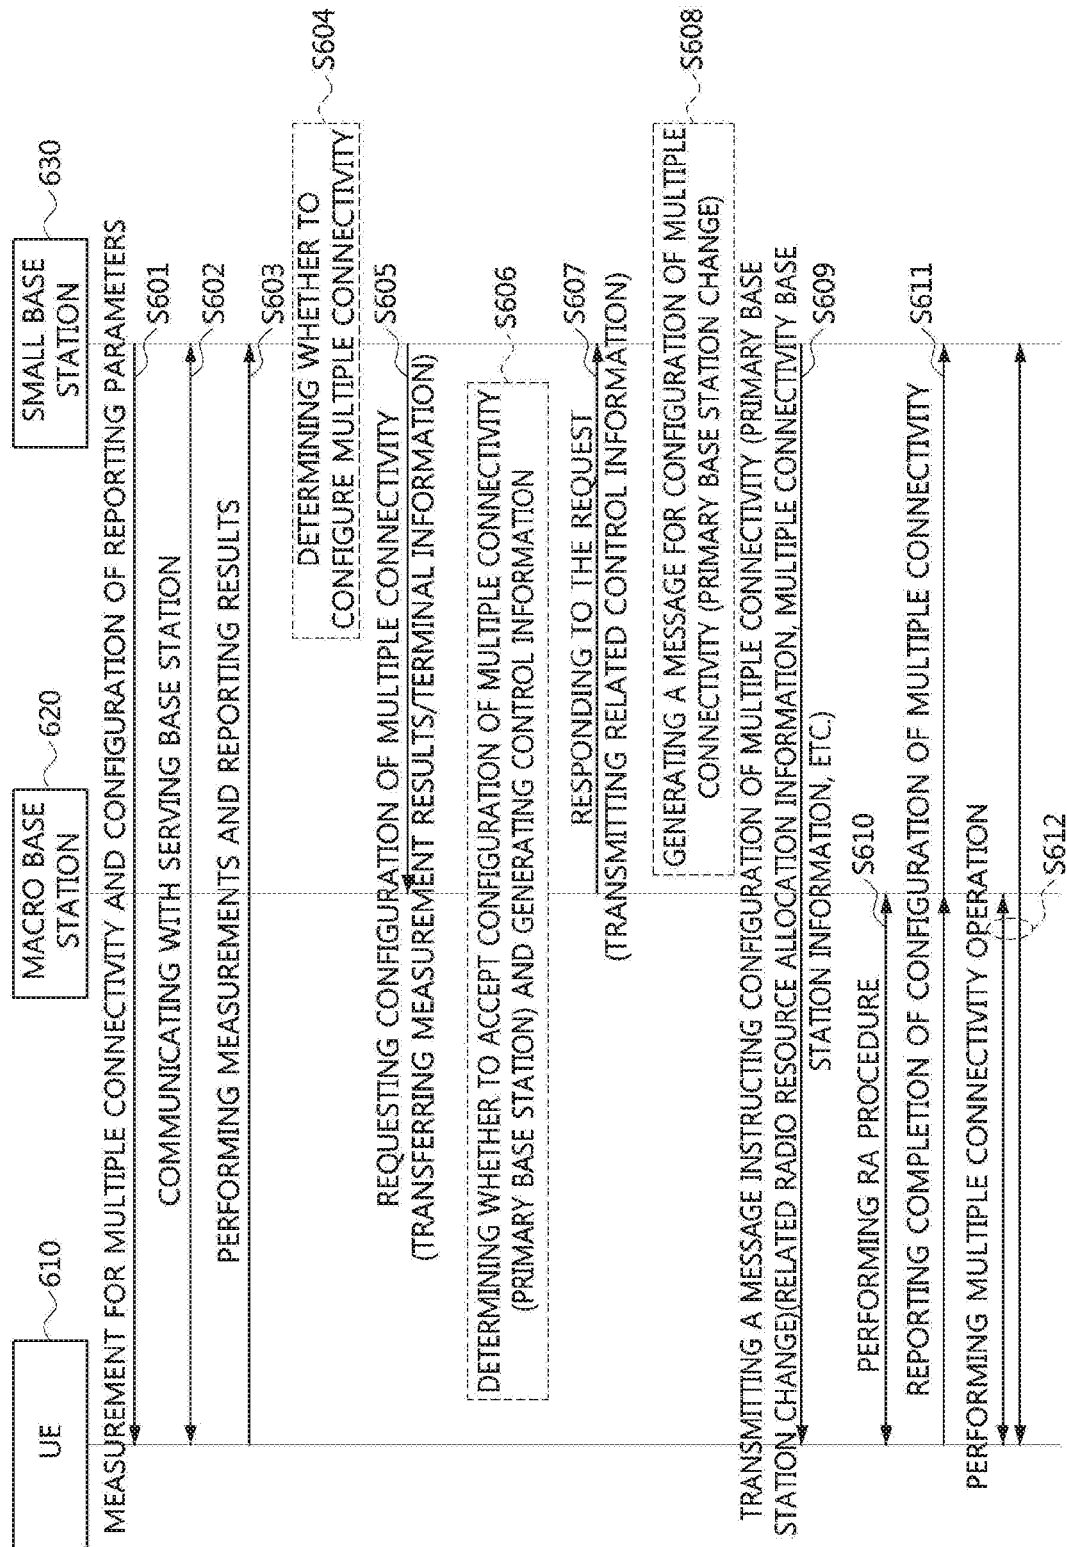 UE
610
MACRO BASE
STATION
620
SMALL BASE
STATION
630
MEASUREMENT FOR MULTIPLE CONNECTIVITY AND CONFIGURATION OF REPORTING PARAMETERS
S601
COMMUNICATING WITH SERVING BASE STATION
S602
PERFORMING MEASUREMENTS AND REPORTING RESULTS
S603
DETERMINING WHETHER TO
CONFIGURE MULTIPLE CONNECTIVITY
S604
REQUESTING CONFIGURATION OF MULTIPLE CONNECTIVITY
(TRANSFERRING MEASUREMENT RESULTS/TERMINAL INFORMATION)
S605
DETERMINING WHETHER TO ACCEPT CONFIGURATION OF MULTIPLE CONNECTIVITY
(PRIMARY BASE STATION) AND GENERATING CONTROL INFORMATION
S606
RESPONDING TO THE REQUEST
(TRANSMITTING RELATED CONTROL INFORMATION)
S607
GENERATING A MESSAGE FOR CONFIGURATION OF MULTIPLE
CONNECTIVITY (PRIMARY BASE STATION CHANGE)
S608
TRANSMITTING A MESSAGE INSTRUCTING CONFIGURATION OF MULTIPLE CONNECTIVITY (PRIMARY BASE
STATION CHANGE)(RELATED RADIO RESOURCE ALLOCATION INFORMATION, MULTIPLE CONNECTIVITY BASE
STATION INFORMATION, ETC.)
S609
PERFORMING RA PROCEDURE
S610
REPORTING COMPLETION OF CONFIGURATION OF MULTIPLE CONNECTIVITY
S611
PERFORMING MULTIPLE CONNECTIVITY OPERATION
S612